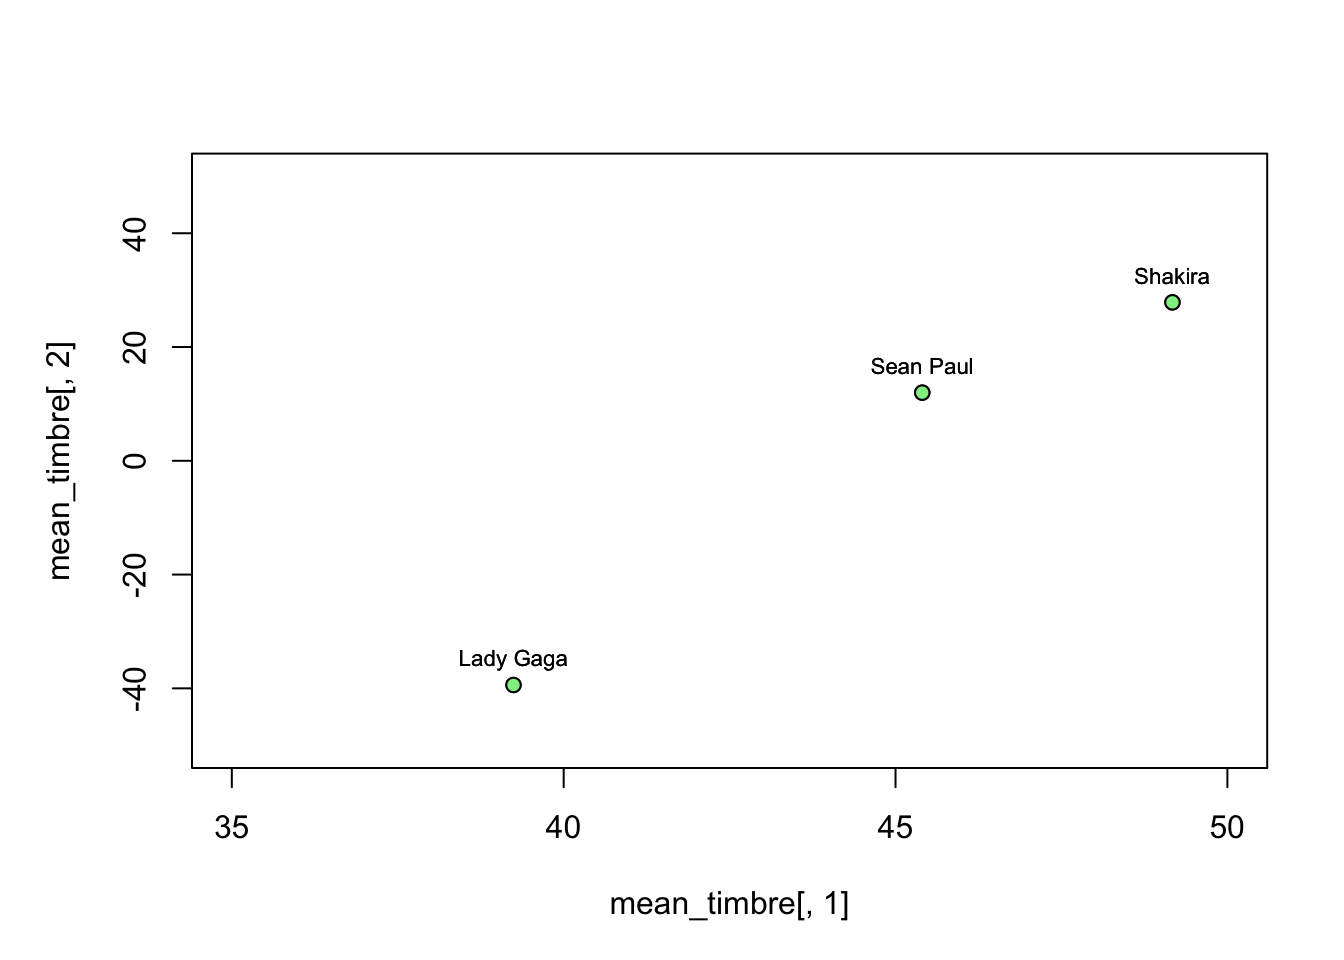 40
20
0
-20
-40
mean_timbre[, 2]
Shakira
Sean Paul
Lady Gaga
35 40 45 50
mean_timbre[, 1]